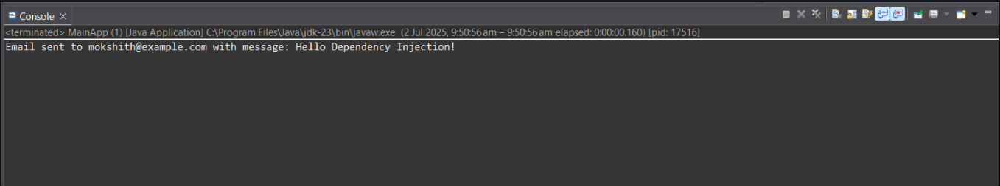 Console
<terminated> MainApp (1) [Java Application] C:\Program Files\Java\jdk-23\bin\javaw.exe (2 Jul 2025, 9:50:56 am – 9:50:56 am elapsed: 0:00:00.160) [pid: 17516]
Email sent to mokshith@example.com with message: Hello Dependency Injection!